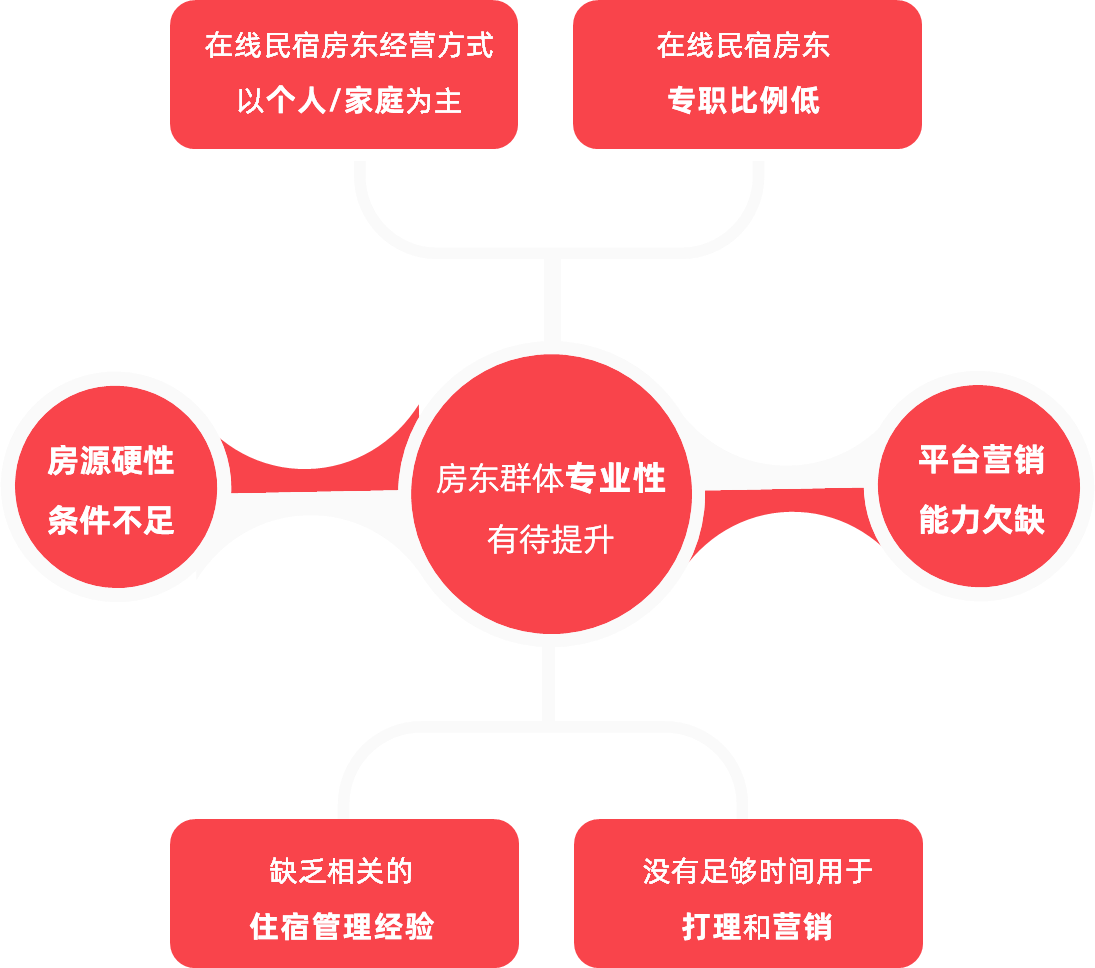 在线民宿房东经营方式
以个人/家庭为主
在线民宿房东
专职比例低
房源硬性
条件不足
房东群体专业性
有待提升
平台营销
能力欠缺
缺乏相关的
住宿管理经验
没有足够时间用于
打理和营销